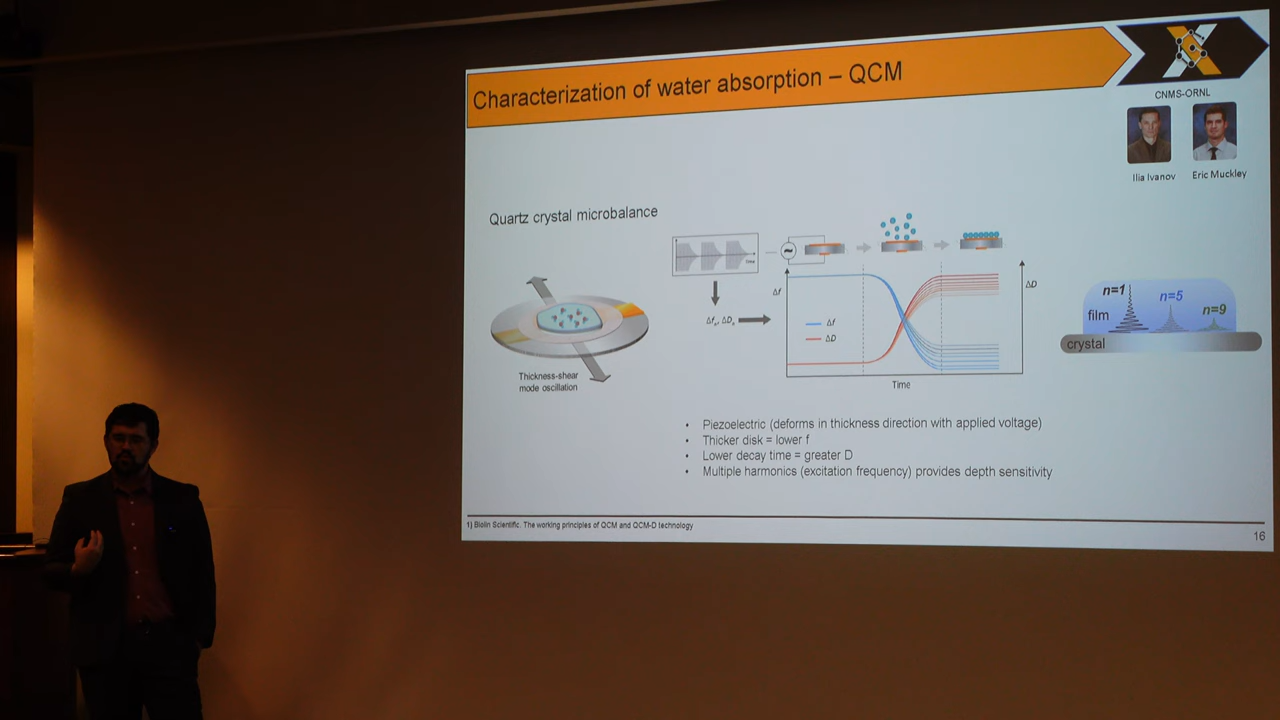 Characterization of water absorption – QCM
CNMS-ORNL
Ilia Ivanov
Eric Muckley
Quartz crystal microbalance
Time
Δfₙ, ΔDₙ
Δf
ΔD
Δf
ΔD
Time
Thickness-shear
mode oscillation
n=1
n=5
n=9
film
crystal
• Piezoelectric (deforms in thickness direction with applied voltage)
• Thicker disk = lower f
• Lower decay time = greater D
• Multiple harmonics (excitation frequency) provides depth sensitivity
1) Biolin Scientific. The working principles of QCM and QCM-D technology
16